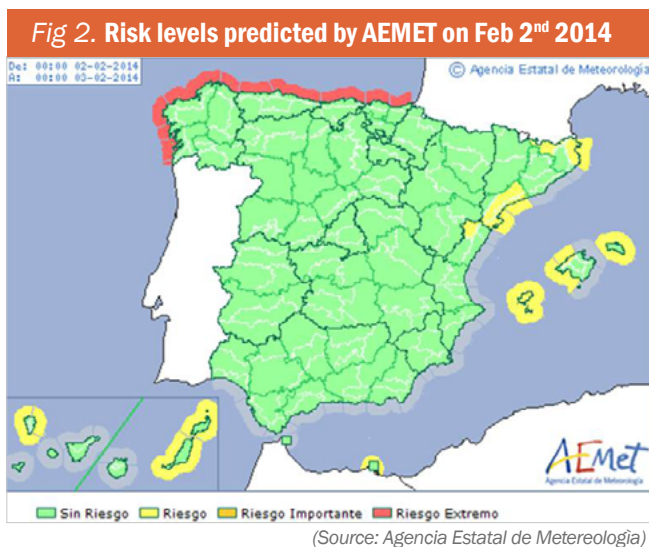 Fig 2. Risk levels predicted by AEMET on Feb 2nd 2014
De: 00:00 02-02-2014
A: 00:00 03-02-2014
© Agencia Estatal de Meteorología
AEMet
Agencia Estatal de Meteorología
Sin Riesgo Riesgo Riesgo Importante Riesgo Extremo
(Source: Agencia Estatal de Metereologìa)